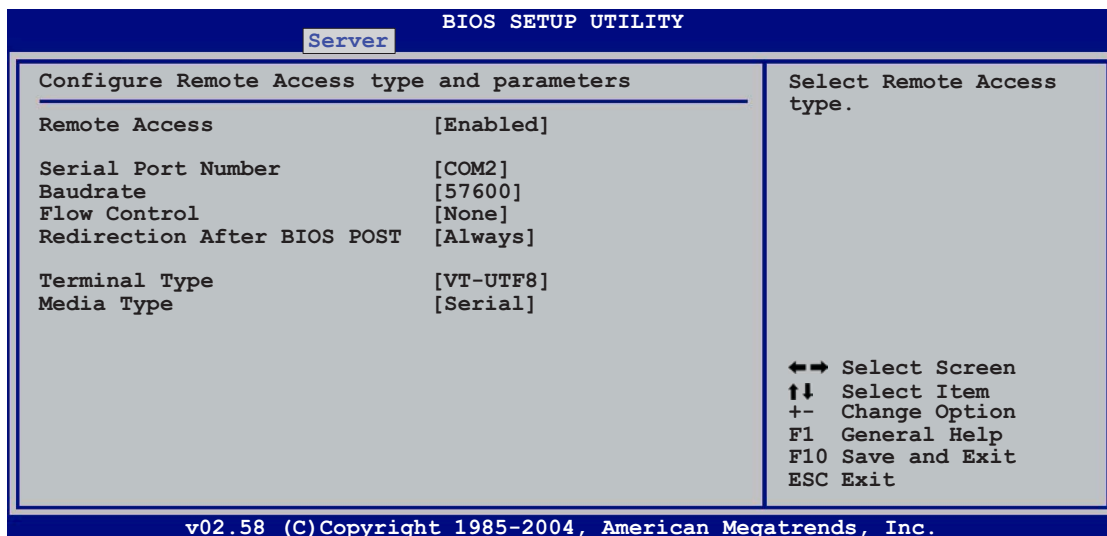 BIOS SETUP UTILITY
Server
Configure Remote Access type and parameters
Remote Access [Enabled]
Serial Port Number [COM2]
Baudrate [57600]
Flow Control [None]
Redirection After BIOS POST [Always]
Terminal Type [VT-UTF8]
Media Type [Serial]
Select Remote Access
type.
←→ Select Screen
↑↓ Select Item
+- Change Option
F1 General Help
F10 Save and Exit
ESC Exit
v02.58 (C)Copyright 1985-2004, American Megatrends, Inc.